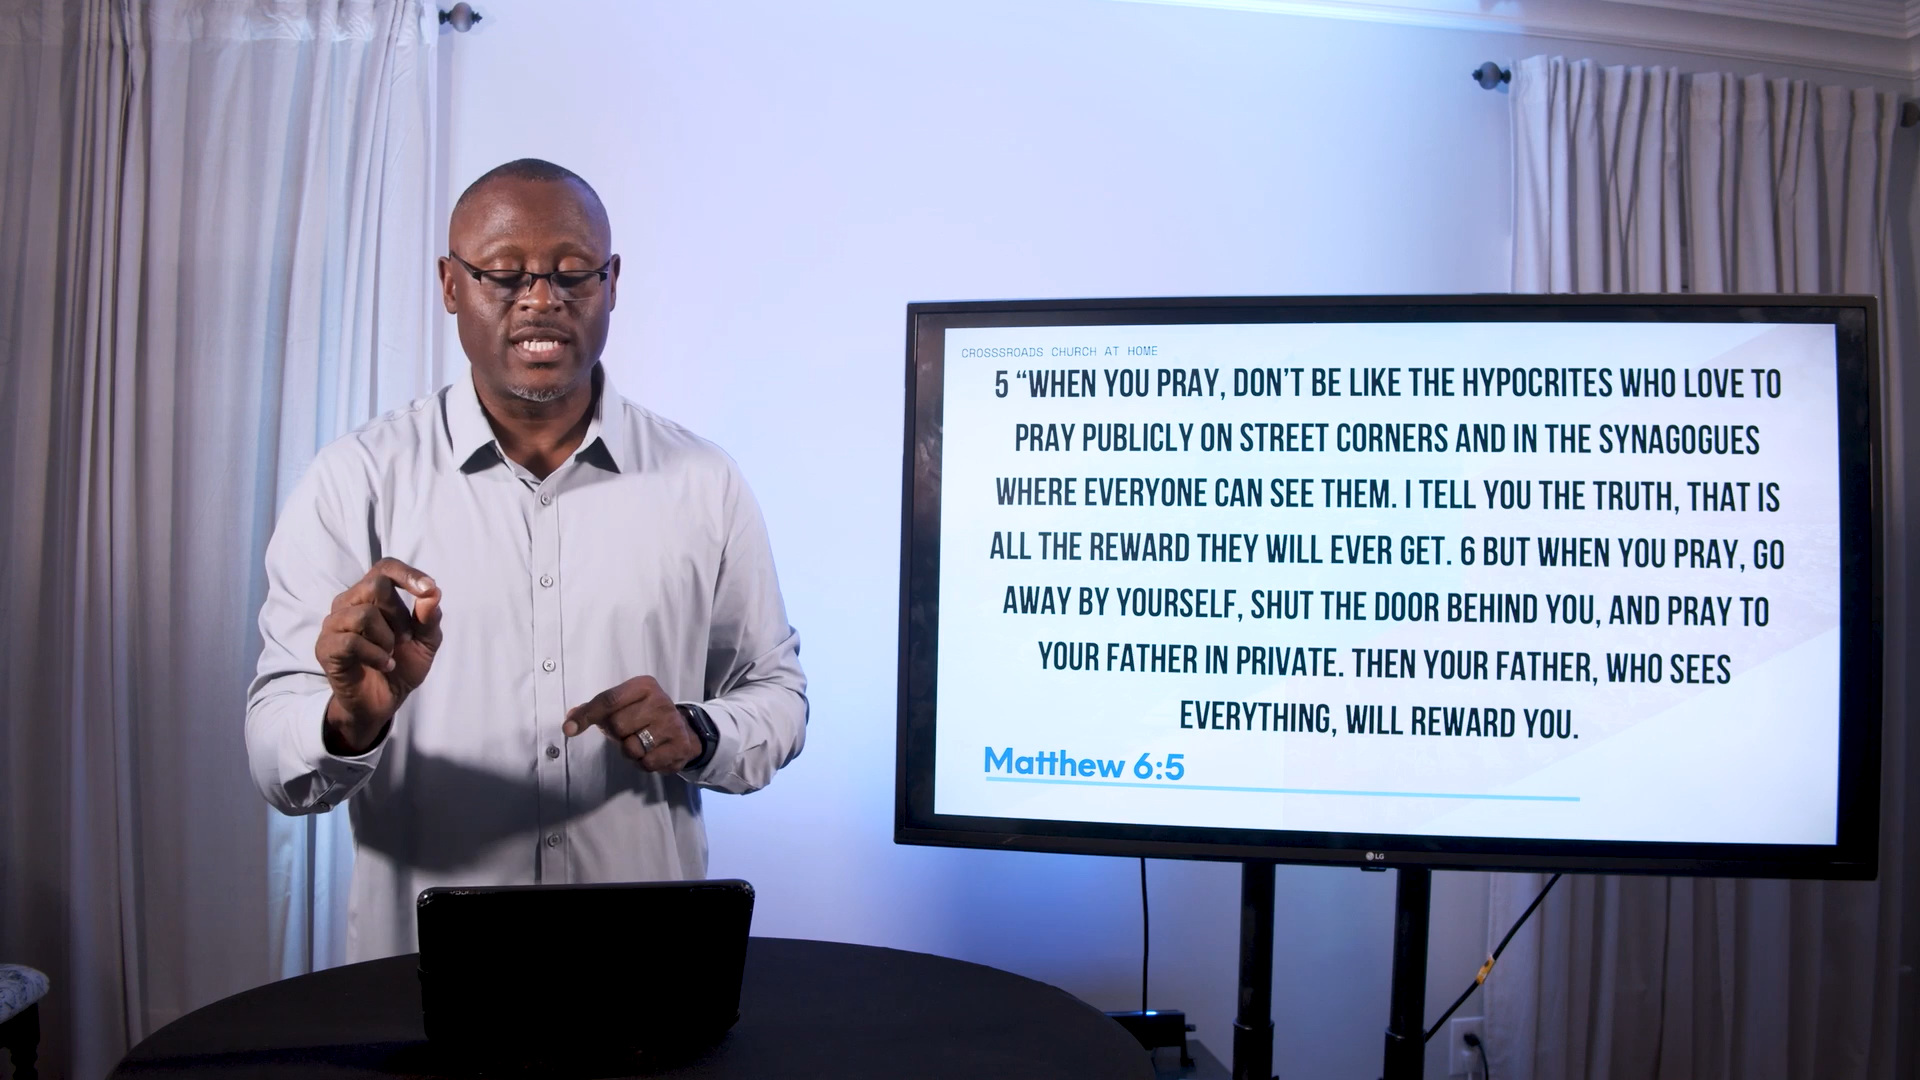 CROSSSROADS CHURCH AT HOME
5 “WHEN YOU PRAY, DON’T BE LIKE THE HYPOCRITES WHO LOVE TO
PRAY PUBLICLY ON STREET CORNERS AND IN THE SYNAGOGUES
WHERE EVERYONE CAN SEE THEM. I TELL YOU THE TRUTH, THAT IS
ALL THE REWARD THEY WILL EVER GET. 6 BUT WHEN YOU PRAY, GO
AWAY BY YOURSELF, SHUT THE DOOR BEHIND YOU, AND PRAY TO
YOUR FATHER IN PRIVATE. THEN YOUR FATHER, WHO SEES
EVERYTHING, WILL REWARD YOU.
Matthew 6:5
LG